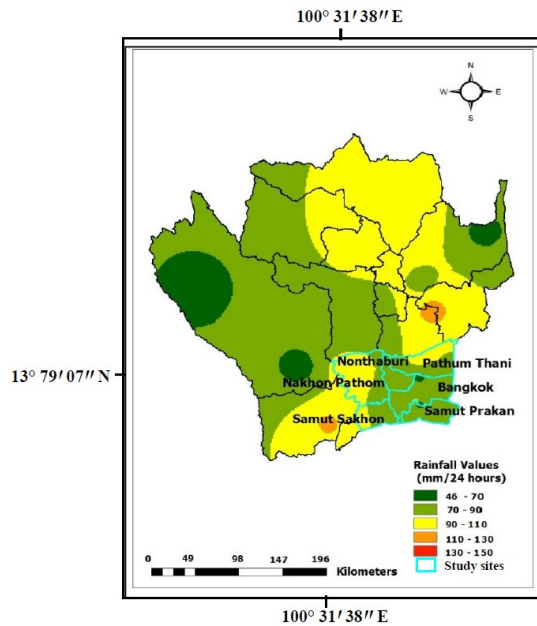 100° 31′38″ E
N
W E
S
13° 79′07″ N
Nonthaburi
Pathum Thani
Nakhon Pathom
Bangkok
Samut Sakhon
Samut Prakan
Rainfall Values
(mm/24 hours)
46 - 70
70 - 90
90 - 110
110 - 130
130 - 150
Study sites
0 49 98 147 196
Kilometers
100° 31′38″ E